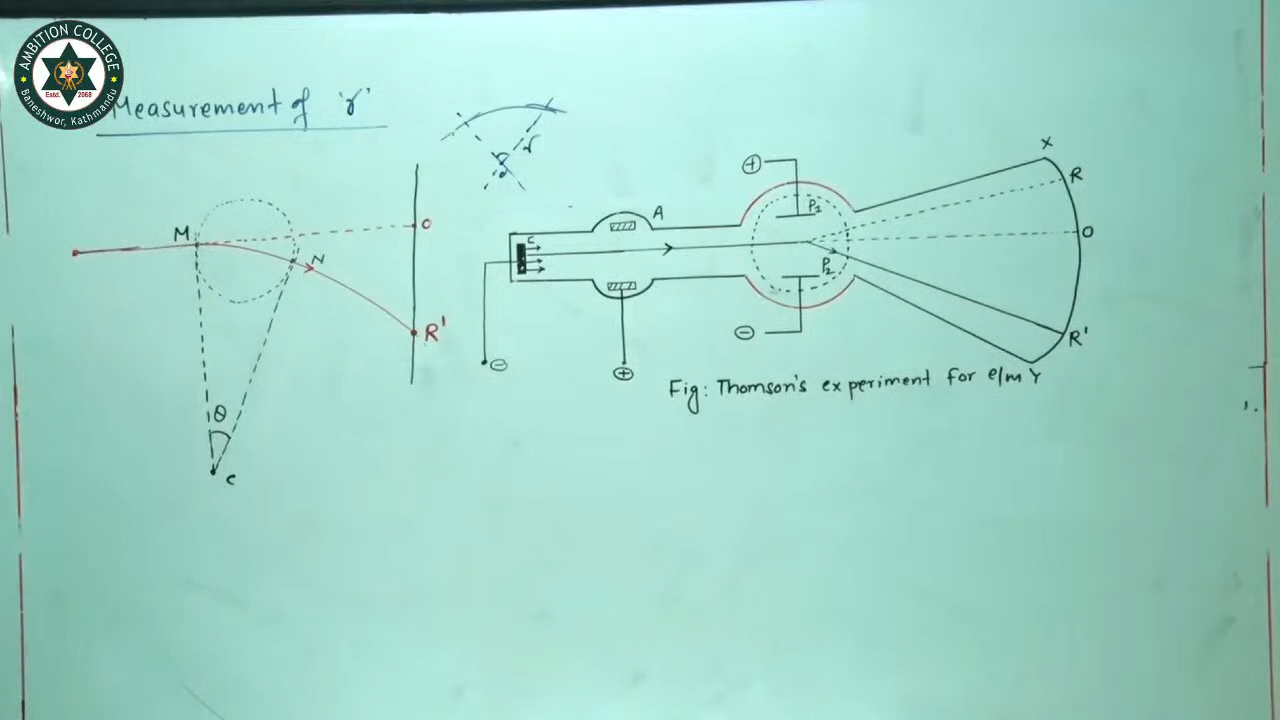 AMBITION COLLEGE
Estd. 2068
Baneshwor, Kathmandu
Measurement of 'r'
r
M
O
N
R'
θ
C
A
C
P1
P2
+
-
-
+
X
R
O
R'
Fig: Thomson's experiment for e/m